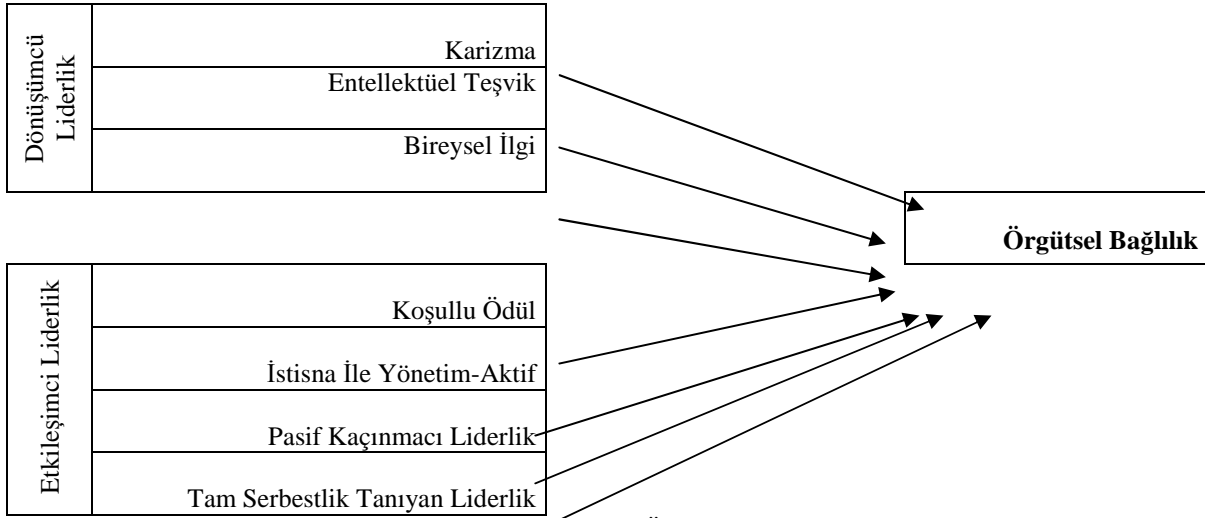 Dönüşümcü
Liderlik
Karizma
Entellektüel Teşvik
Bireysel İlgi
Örgütsel Bağlılık
Etkileşimci Liderlik
Koşullu Ödül
İstisna İle Yönetim-Aktif
Pasif Kaçınmacı Liderlik
Tam Serbestlik Tanıyan Liderlik